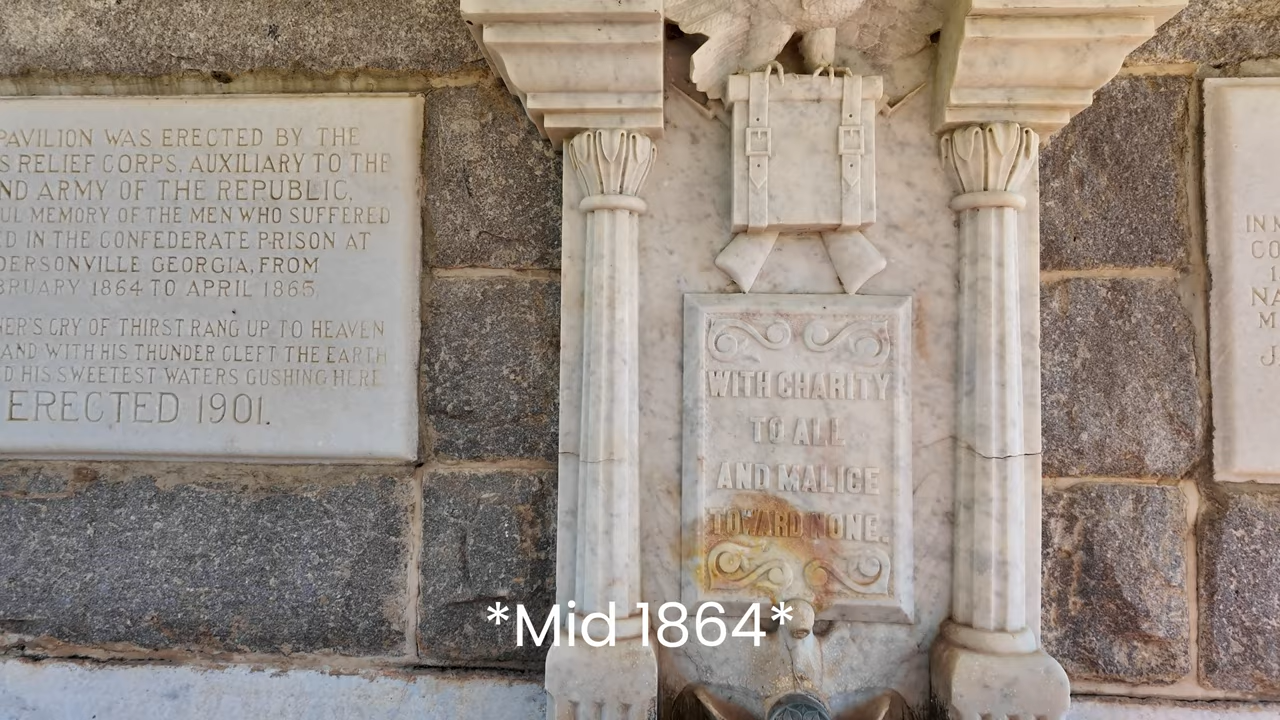 PAVILION WAS ERECTED BY THE
S RELIEF CORPS, AUXILIARY TO THE
ND ARMY OF THE REPUBLIC,
UL MEMORY OF THE MEN WHO SUFFERED
ED IN THE CONFEDERATE PRISON AT
DERSONVILLE GEORGIA, FROM
BRUARY 1864 TO APRIL 1865
NER'S CRY OF THIRST RANG UP TO HEAVEN
AND WITH HIS THUNDER CLEFT THE EARTH
D HIS SWEETEST WATERS GUSHING HERE
ERECTED 1901.
WITH CHARITY
TO ALL
AND MALICE
TOWARD NONE.
IN
CO
1
NA
M
J
*Mid 1864*